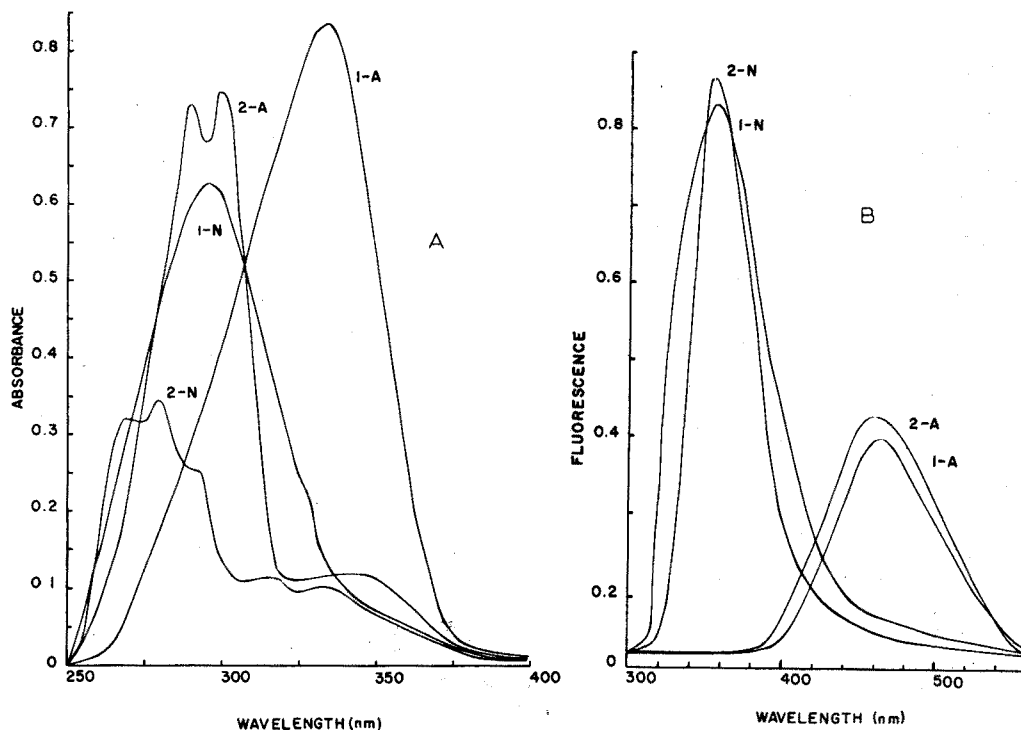 0.8
0.7
0.6
0.5
0.4
0.3
0.2
0 1
0
ABSORBANCE
250
300
350
400
WAVELENGTH (nm)
1-A
2-A
1-N
2-N
A
0.8
0.8
0.4
0.2
0
FLUORESCENCE
300
400
500
WAVELENGTH (nm)
2-N
1-N
2-A
1-A
B